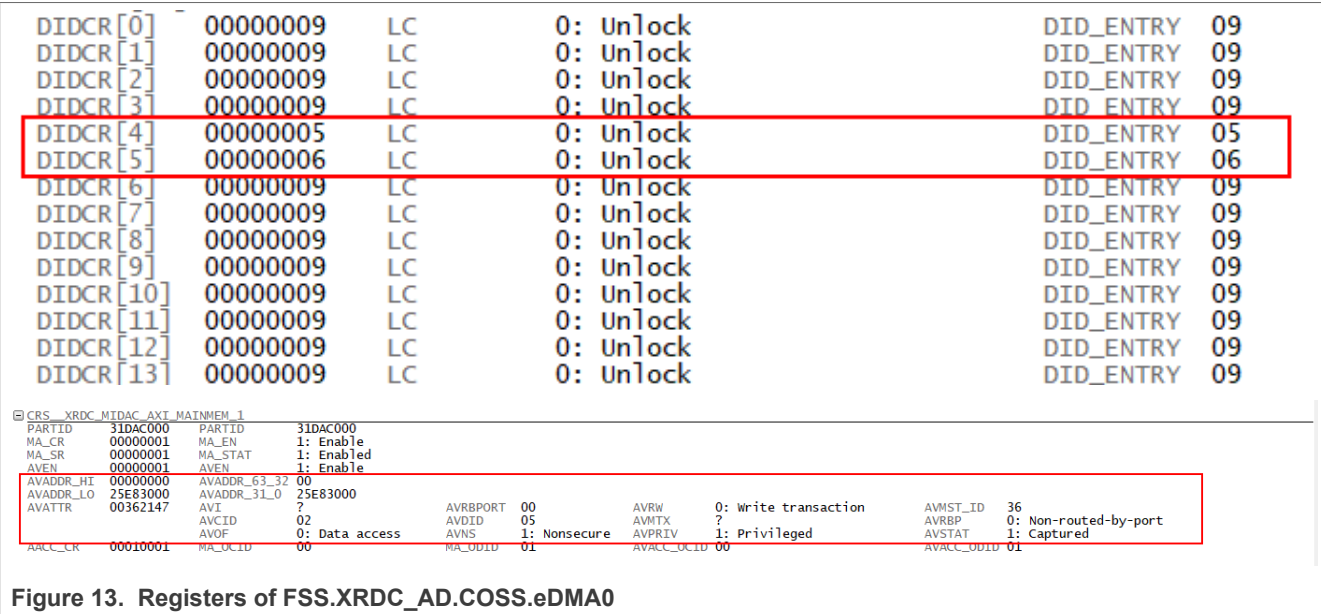 DIDCR[0] 00000009 LC 0: Unlock DID_ENTRY 09
DIDCR[1] 00000009 LC 0: Unlock DID_ENTRY 09
DIDCR[2] 00000009 LC 0: Unlock DID_ENTRY 09
DIDCR[3] 00000009 LC 0: Unlock DID_ENTRY 09
DIDCR[4] 00000005 LC 0: Unlock DID_ENTRY 05
DIDCR[5] 00000006 LC 0: Unlock DID_ENTRY 06
DIDCR[6] 00000009 LC 0: Unlock DID_ENTRY 09
DIDCR[7] 00000009 LC 0: Unlock DID_ENTRY 09
DIDCR[8] 00000009 LC 0: Unlock DID_ENTRY 09
DIDCR[9] 00000009 LC 0: Unlock DID_ENTRY 09
DIDCR[10] 00000009 LC 0: Unlock DID_ENTRY 09
DIDCR[11] 00000009 LC 0: Unlock DID_ENTRY 09
DIDCR[12] 00000009 LC 0: Unlock DID_ENTRY 09
DIDCR[13] 00000009 LC 0: Unlock DID_ENTRY 09
CRS__XRDC_MIDAC_AXI_MAINMEM_1
PARTID 31DAC000 PARTID 31DAC000
MA_CR 00000001 MA_EN 1: Enable
MA_SR 00000001 MA_STAT 1: Enabled
AVEN 00000001 AVEN 1: Enable
AVADDR_HI 00000000 AVADDR_63_32 00
AVADDR_LO 25E83000 AVADDR_31_0 25E83000
AVATTR 00362147 AVI ? AVRBPORT 00 AVRW 0: Write transaction AVMST_ID 36
AVCID 02 AVDID 05 AVMTX ? AVRBP 0: Non-routed-by-port
AVOF 0: Data access AVNS 1: Nonsecure AVPRIV 1: Privileged AVSTAT 1: Captured
AACC_CR 00010001 MA_OCID 00 MA_ODID 01 AVACC_OCID 00 AVACC_ODID 01
Figure 13. Registers of FSS.XRDC_AD.COSS.eDMA0